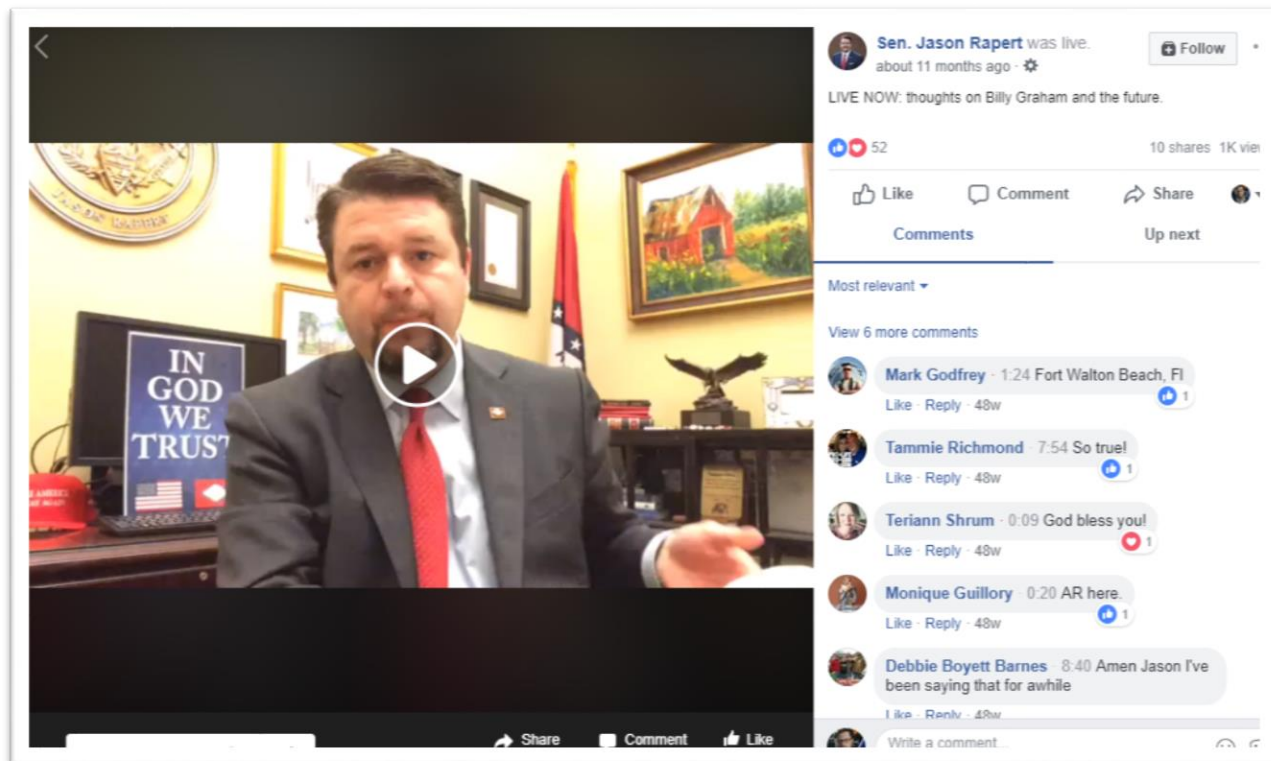 JASON RAPERT
IN
GOD
WE
TRUST
Share Comment Like
Sen. Jason Rapert was live.
about 11 months ago ·
Follow
LIVE NOW: thoughts on Billy Graham and the future.
52
10 shares 1K
Like Comment Share
Comments Up next
Most relevant
View 6 more comments
Mark Godfrey · 1:24 Fort Walton Beach, Fl
1
Like · Reply · 48w
Tammie Richmond · 7:54 So true!
1
Like · Reply · 48w
Teriann Shrum · 0:09 God bless you!
1
Like · Reply · 48w
Monique Guillory · 0:20 AR here.
1
Like · Reply · 48w
Debbie Boyett Barnes · 8:40 Amen Jason I've
been saying that for awhile
Like · Reply · 48w
Write a comment...